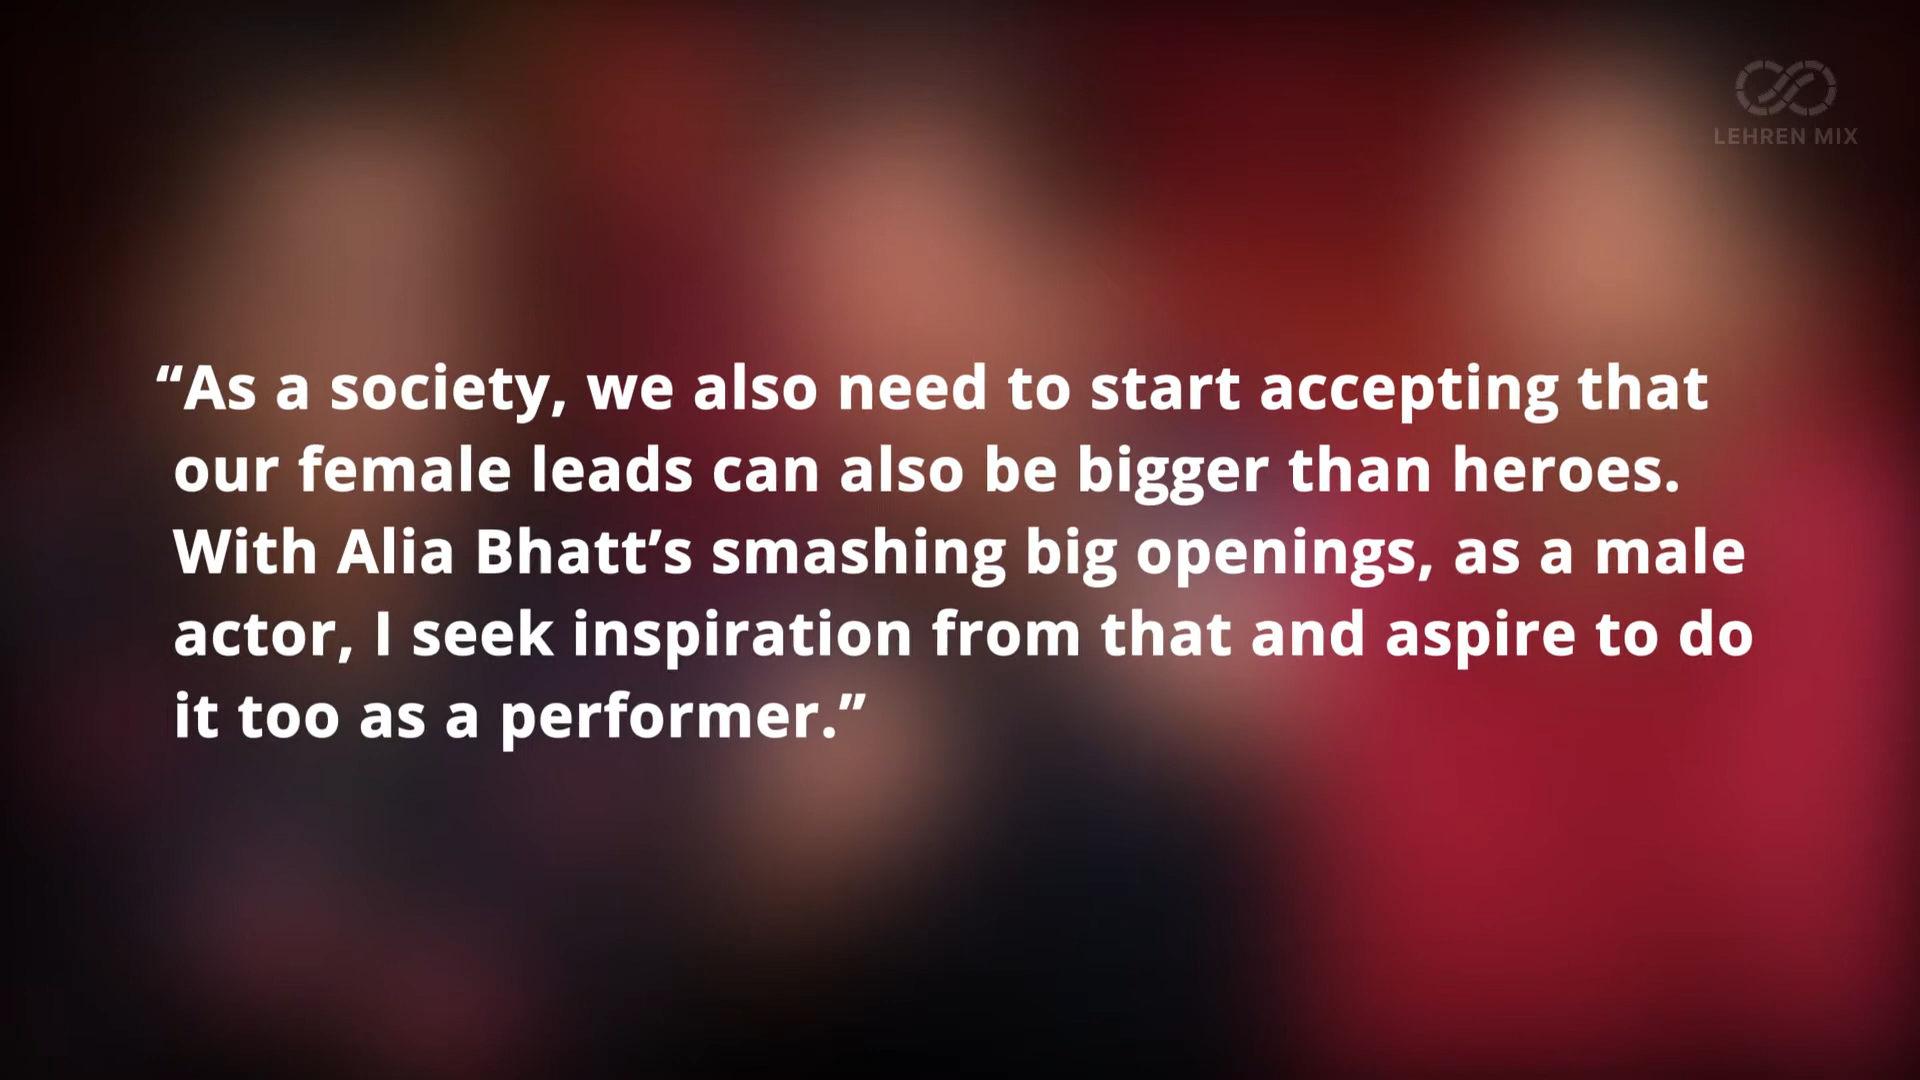 LEHREN MIX
“As a society, we also need to start accepting that
our female leads can also be bigger than heroes.
With Alia Bhatt’s smashing big openings, as a male
actor, I seek inspiration from that and aspire to do
it too as a performer.”